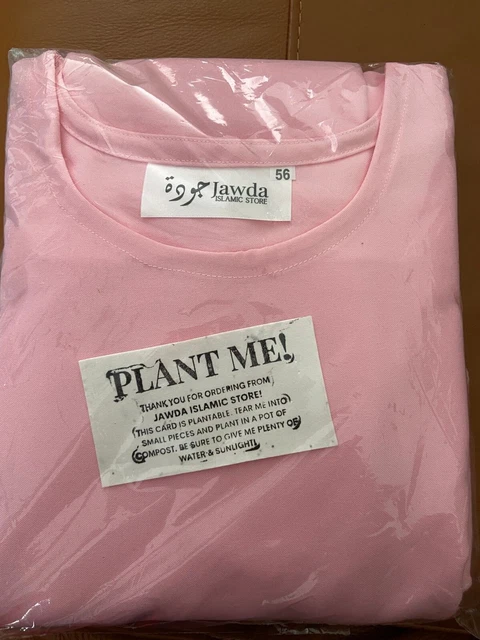 56
جودة Jawda
ISLAMIC STORE
PLANT ME!
THANK YOU FOR ORDERING FROM
JAWDA ISLAMIC STORE!
(THIS CARD IS PLANTABLE. TEAR ME INTO)
SMALL PIECES AND PLANT IN A POT OF
COMPOST. BE SURE TO GIVE ME PLENTY OF
WATER & SUNLIGHT!